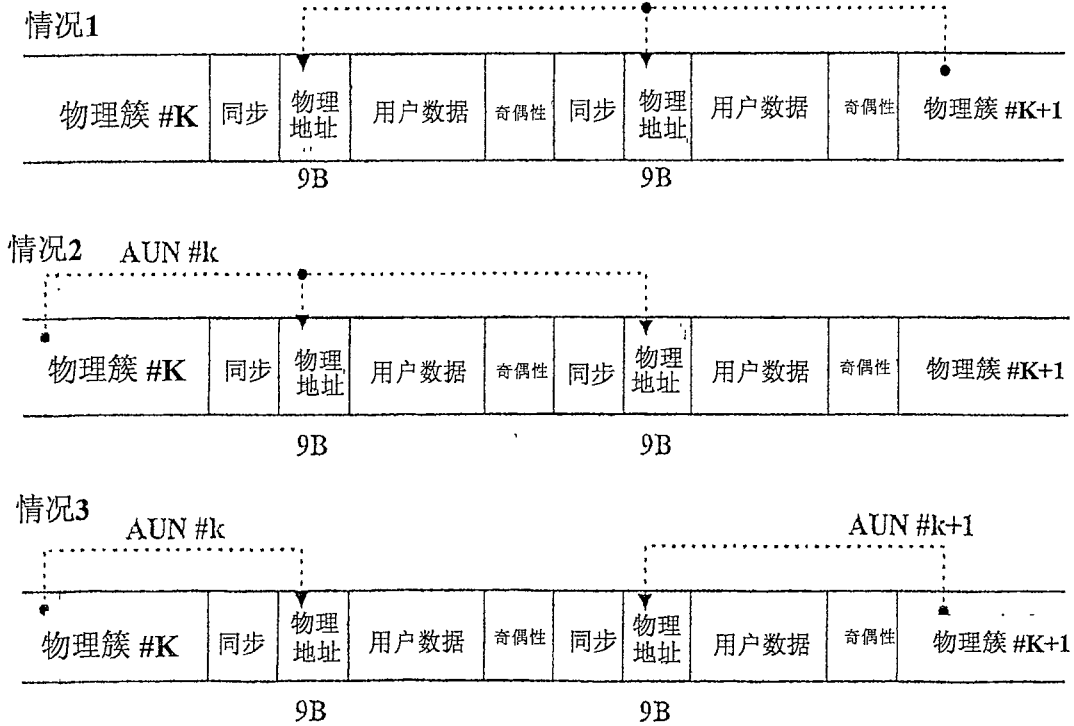 情况1
物理簇 #K 同步 物理地址 用户数据 奇偶性 同步 物理地址 用户数据 奇偶性 物理簇 #K+1
9B 9B
情况2 AUN #k
物理簇 #K 同步 物理地址 用户数据 奇偶性 同步 物理地址 用户数据 奇偶性 物理簇 #K+1
9B 9B
情况3
AUN #k AUN #k+1
物理簇 #K 同步 物理地址 用户数据 奇偶性 同步 物理地址 用户数据 奇偶性 物理簇 #K+1
9B 9B